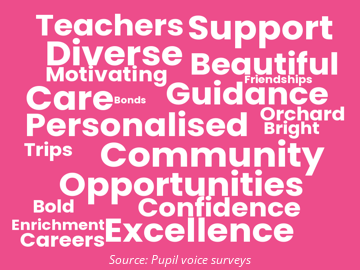 Teachers Support
Diverse Beautiful
Motivating Friendships
Care Bonds Guidance
Orchard
Personalised Bright
Trips Community
Opportunities
Bold Confidence
Enrichment Excellence
Careers
Source: Pupil voice surveys